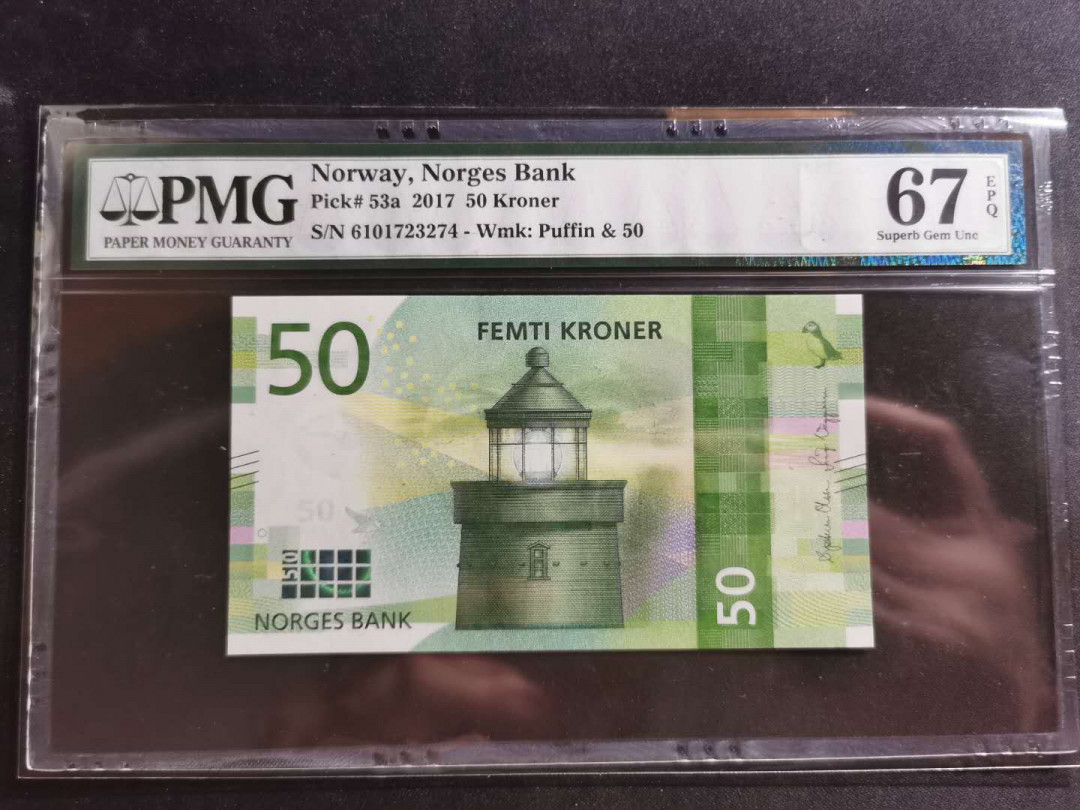 PMG
PAPER MONEY GUARANTY
Norway, Norges Bank
Pick# 53a 2017 50 Kroner
S/N 6101723274 - Wmk: Puffin & 50
67
EPQ
Superb Gem Unc
50
FEMTI KRONER
50
50
NORGES BANK
50